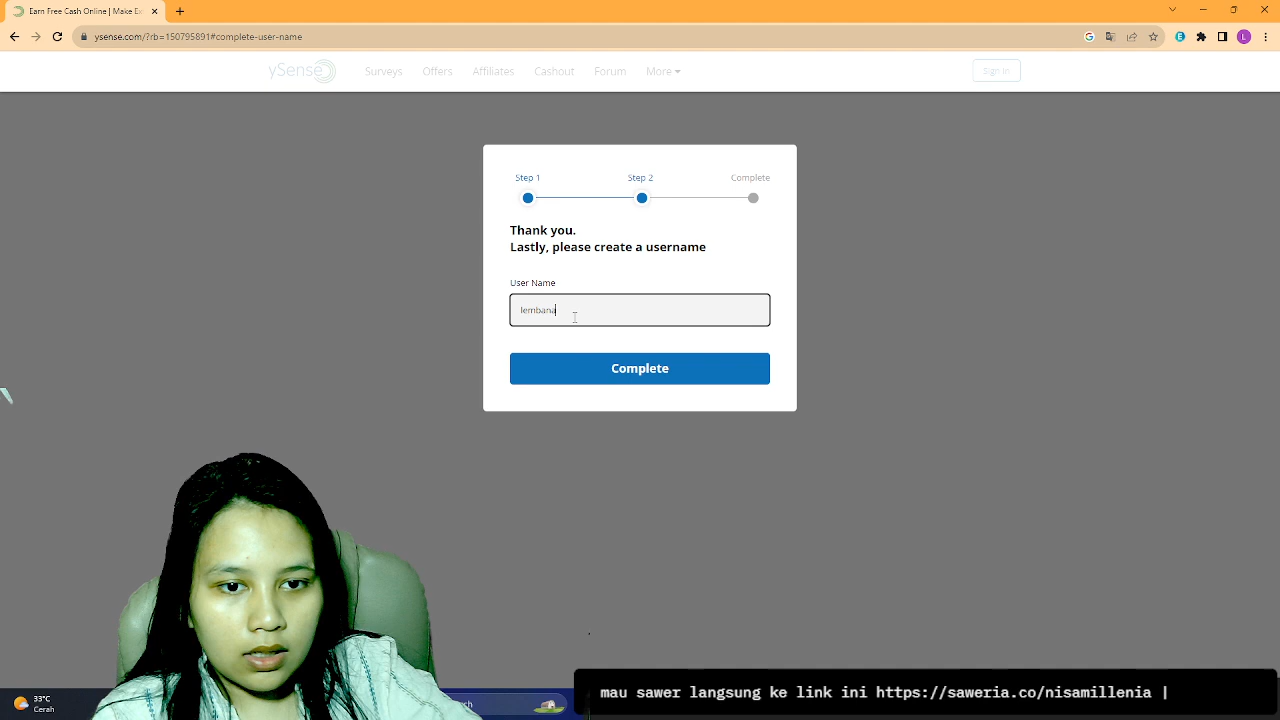 Earn Free Cash Online | Make Ex
ysense.com/?rb=150795891#complete-user-name
ySense
Surveys
Offers
Affiliates
Cashout
Forum
More
Sign In
Step 1
Step 2
Complete
Thank you.
Lastly, please create a username
User Name
lembana
Complete
33°C
Cerah
mau sawer langsung ke link ini https://saweria.co/nisamillenia |